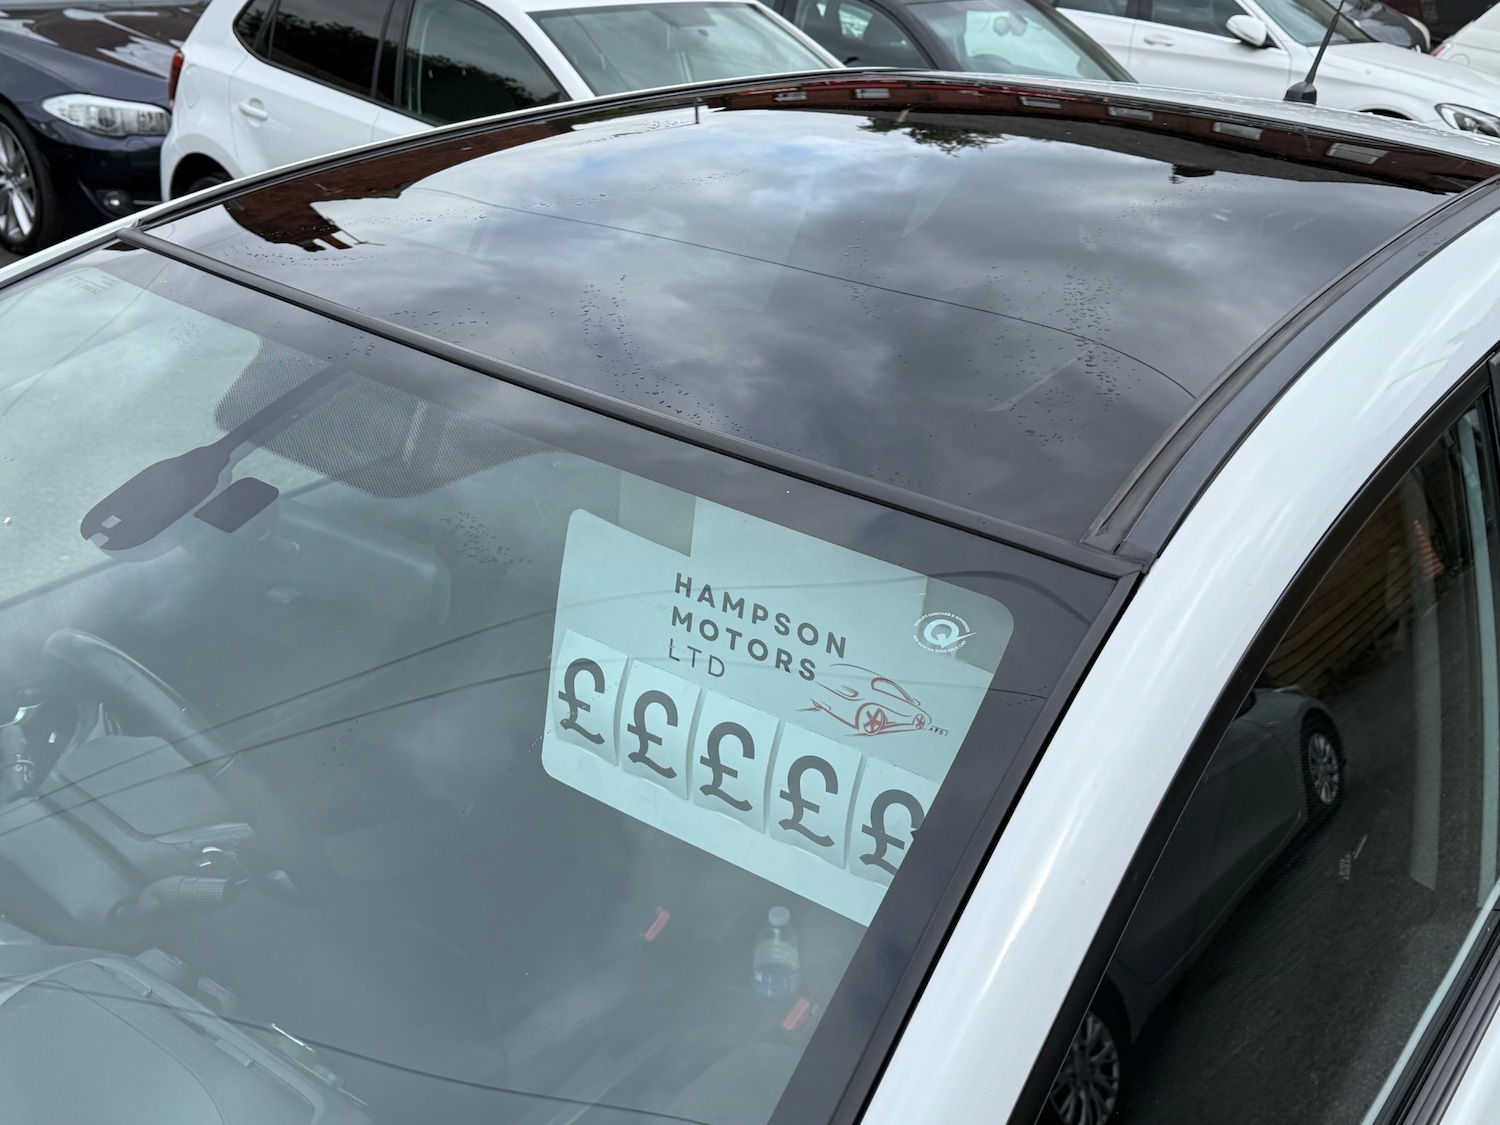 HAMPSON
MOTORS
LTD
£ £ £ £ £